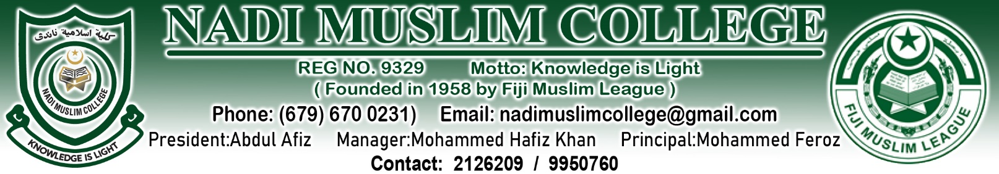 NADI MUSLIM COLLEGE
REG NO. 9329 Motto: Knowledge is Light
( Founded in 1958 by Fiji Muslim League )
Phone: (679) 670 0231) Email: nadimuslimcollege@gmail.com
President:Abdul Afiz Manager:Mohammed Hafiz Khan Principal:Mohammed Feroz
Contact: 2126209 / 9950760
كلية اسلامية ناندى
NADI MUSLIM COLLEGE
KNOWLEDGE IS LIGHT
FIJI MUSLIM LEAGUE